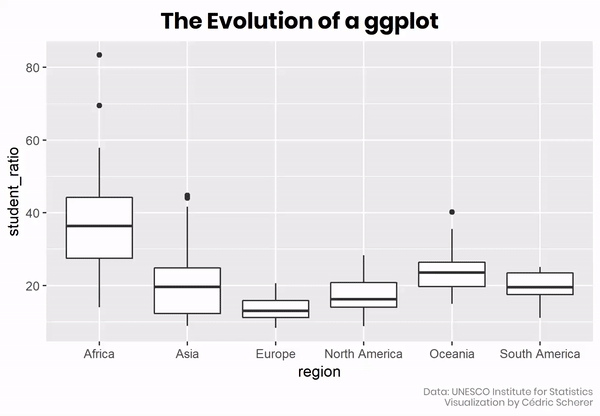 The Evolution of a ggplot
student_ratio
80
60
40
20
Africa Asia Europe North America Oceania South America
region
Data: UNESCO Institute for Statistics
Visualization by Cédric Scherer